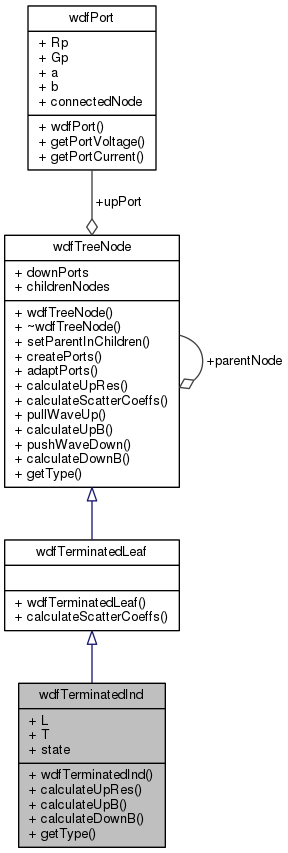 wdfPort
+ Rp
+ Gp
+ a
+ b
+ connectedNode
+ wdfPort()
+ getPortVoltage()
+ getPortCurrent()
+upPort
wdfTreeNode
+ downPorts
+ childrenNodes
+ wdfTreeNode()
+ ~wdfTreeNode()
+ setParentInChildren()
+ createPorts()
+ adaptPorts()
+ calculateUpRes()
+ calculateScatterCoeffs()
+ pullWaveUp()
+ calculateUpB()
+ pushWaveDown()
+ calculateDownB()
+ getType()
+parentNode
wdfTerminatedLeaf
+ wdfTerminatedLeaf()
+ calculateScatterCoeffs()
wdfTerminatedInd
+ L
+ T
+ state
+ wdfTerminatedInd()
+ calculateUpRes()
+ calculateUpB()
+ calculateDownB()
+ getType()